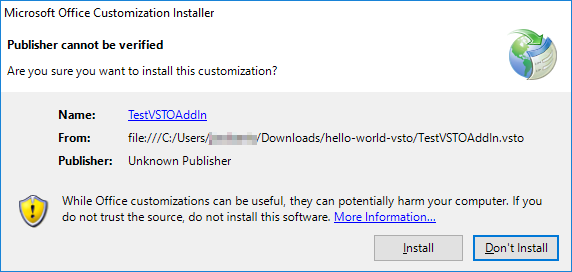 Microsoft Office Customization Installer
Publisher cannot be verified
Are you sure you want to install this customization?
Name: TestVSTOAddIn
From: file:///C:/Users/ /Downloads/hello-world-vsto/TestVSTOAddIn.vsto
Publisher: Unknown Publisher
While Office customizations can be useful, they can potentially harm your computer. If you
do not trust the source, do not install this software. More Information...
Install Don't Install